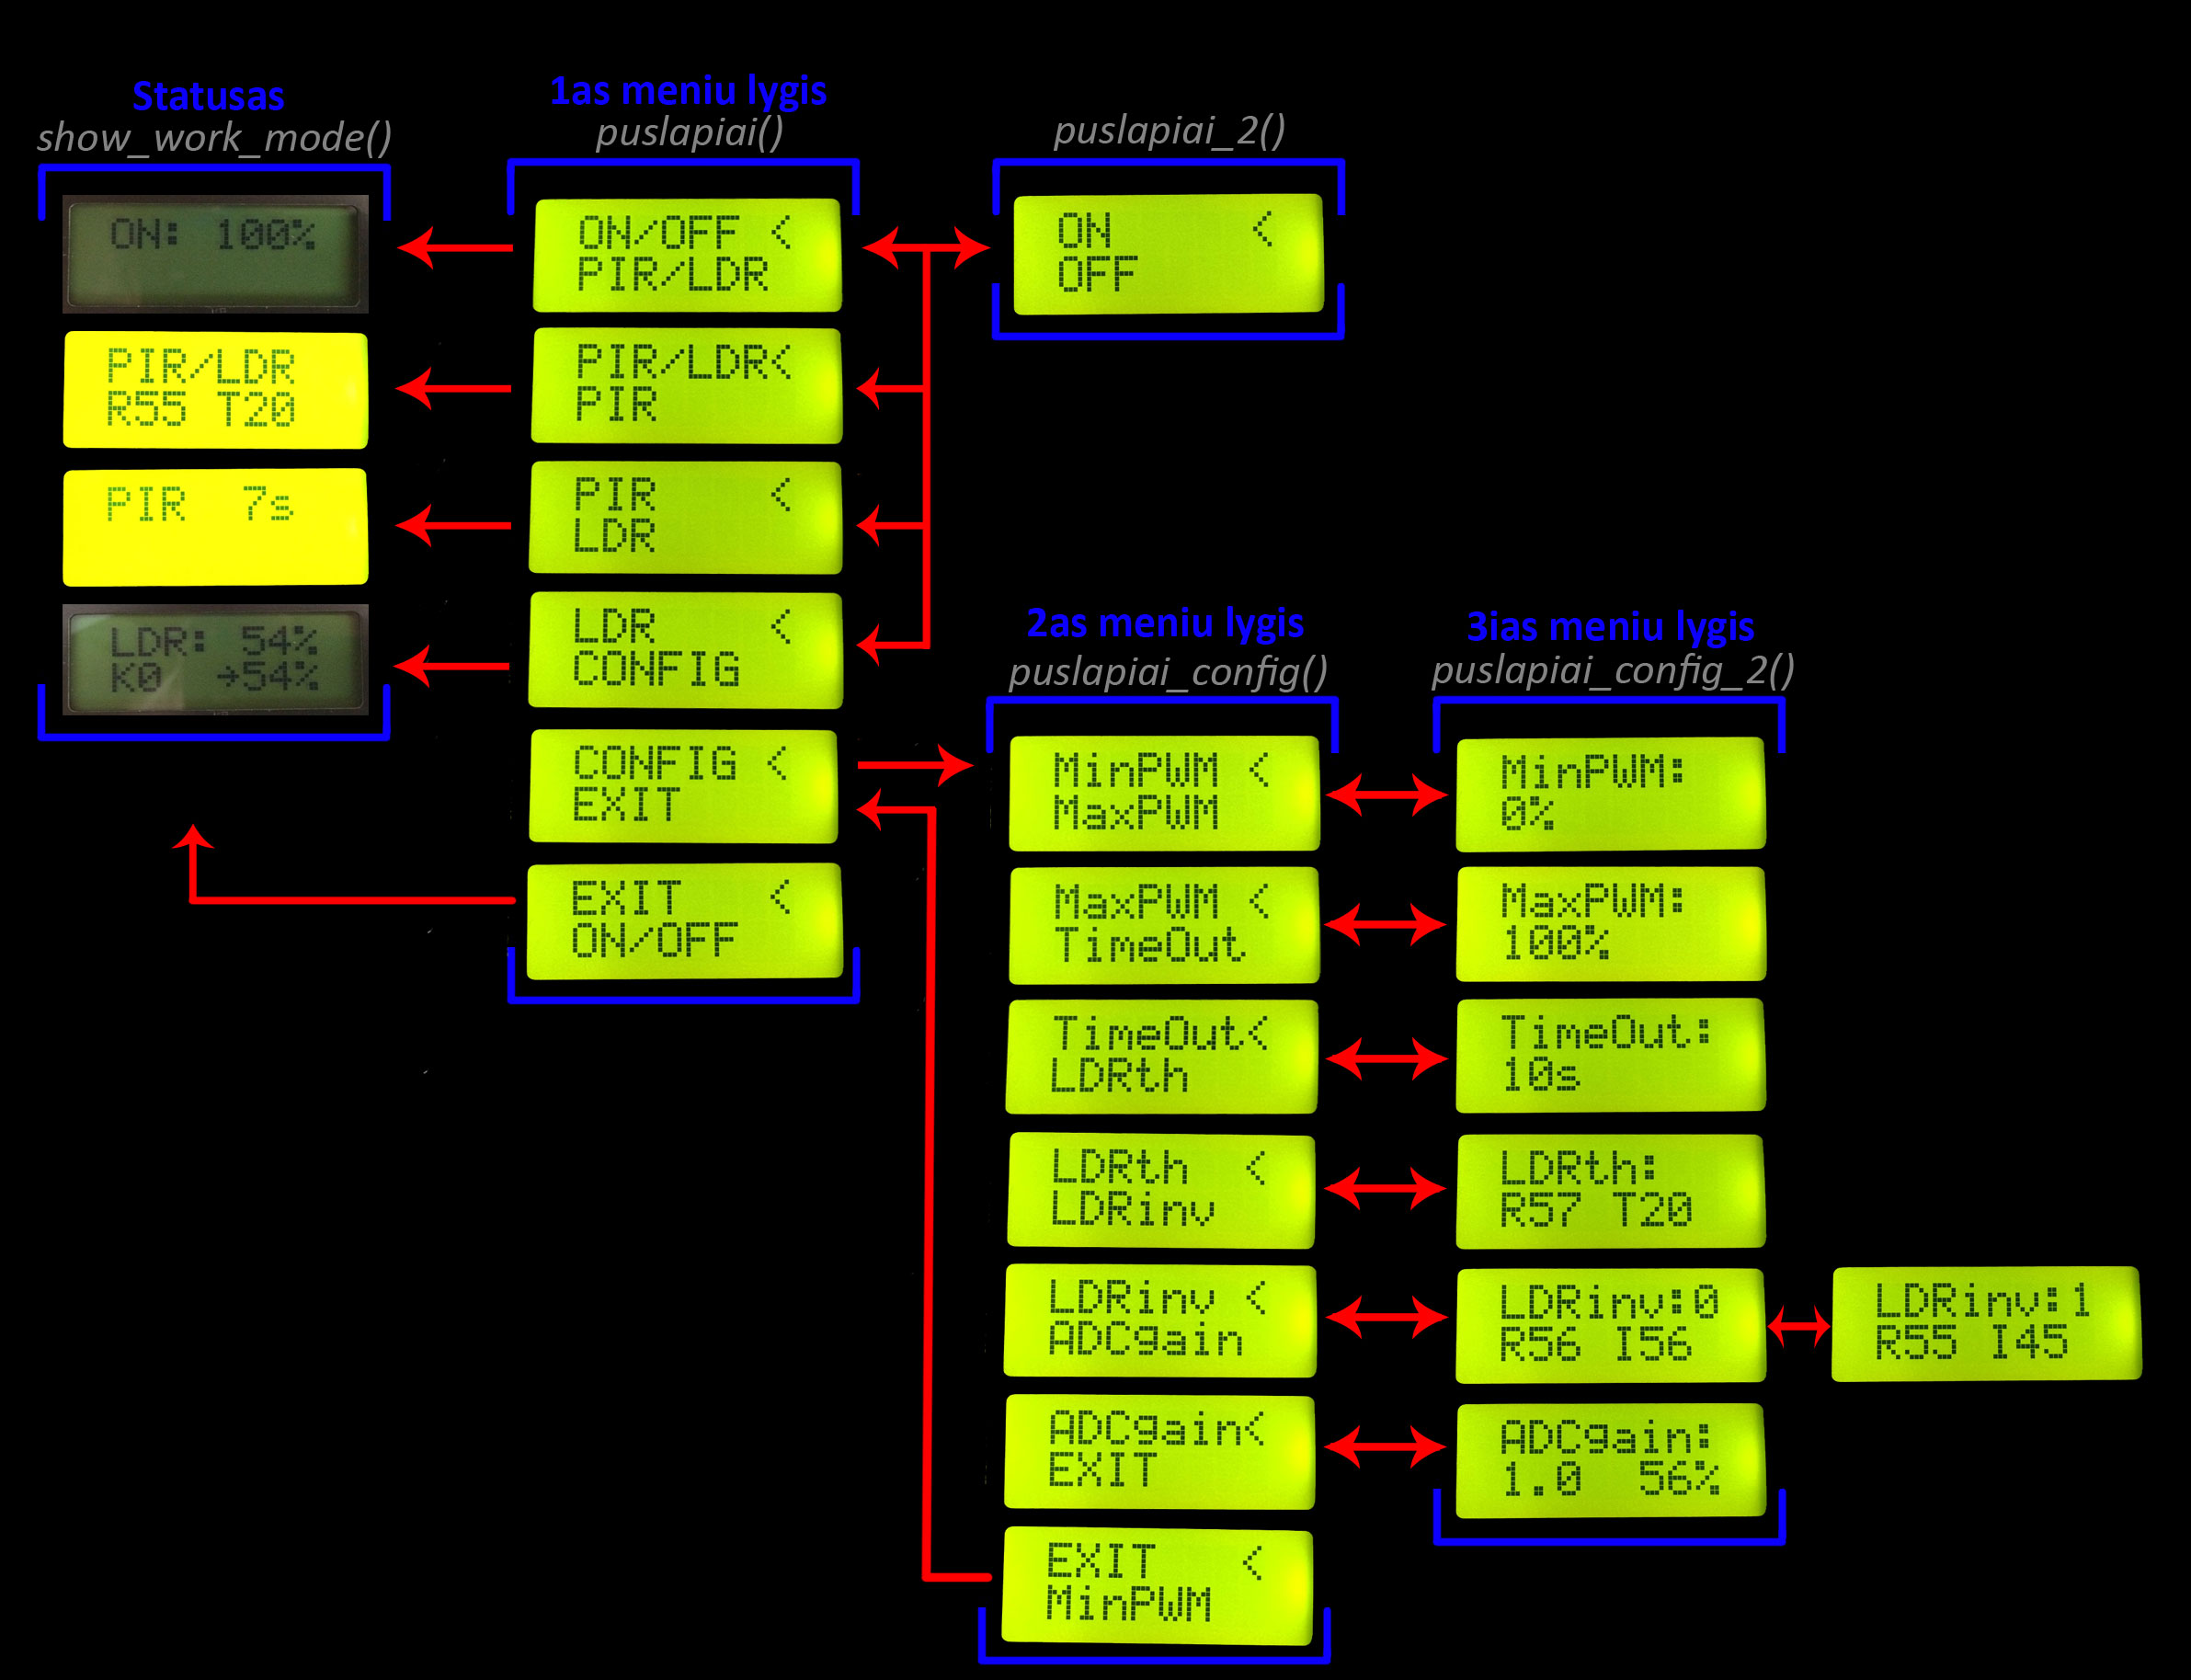 Statusas
show_work_mode()
ON: 100%
PIR/LDR
R55 T20
PIR 7s
LDR: 54%
K0 →54%
1as meniu lygis
puslapiai()
ON/OFF <
PIR/LDR
PIR/LDR<
PIR
PIR <
LDR
LDR <
CONFIG
CONFIG <
EXIT
EXIT <
ON/OFF
puslapiai_2()
ON <
OFF
2as meniu lygis
puslapiai_config()
MinPWM <
MaxPWM
MaxPWM <
TimeOut
TimeOut<
LDRth
LDRth <
LDRinv
LDRinv <
ADCgain
ADCgain<
EXIT
EXIT <
MinPWM
3ias meniu lygis
puslapiai_config_2()
MinPWM:
0%
MaxPWM:
100%
TimeOut:
10s
LDRth:
R57 T20
LDRinv:0
R56 I56
LDRinv:1
R55 I45
ADCgain:
1.0 56%